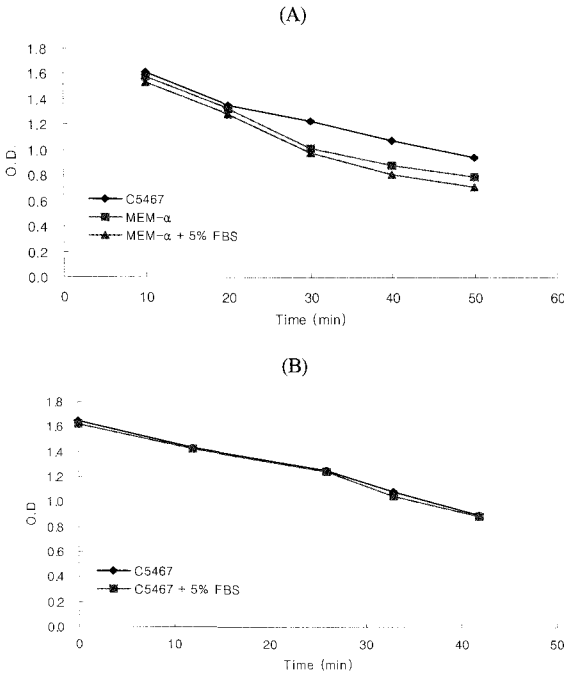 (A)
1.8
1.6
1.4
1.2
1.0
0.8
0.6
0.4
0.2
0.0
O.D.
C5467
MEM-α
MEM-α + 5% FBS
0 10 20 30 40 50 60
Time (min)
(B)
1.8
1.6
1.4
1.2
1.0
0.8
0.6
0.4
0.2
0.0
O.D
C5467
C5467 + 5% FBS
0 10 20 30 40 50
Time (min)